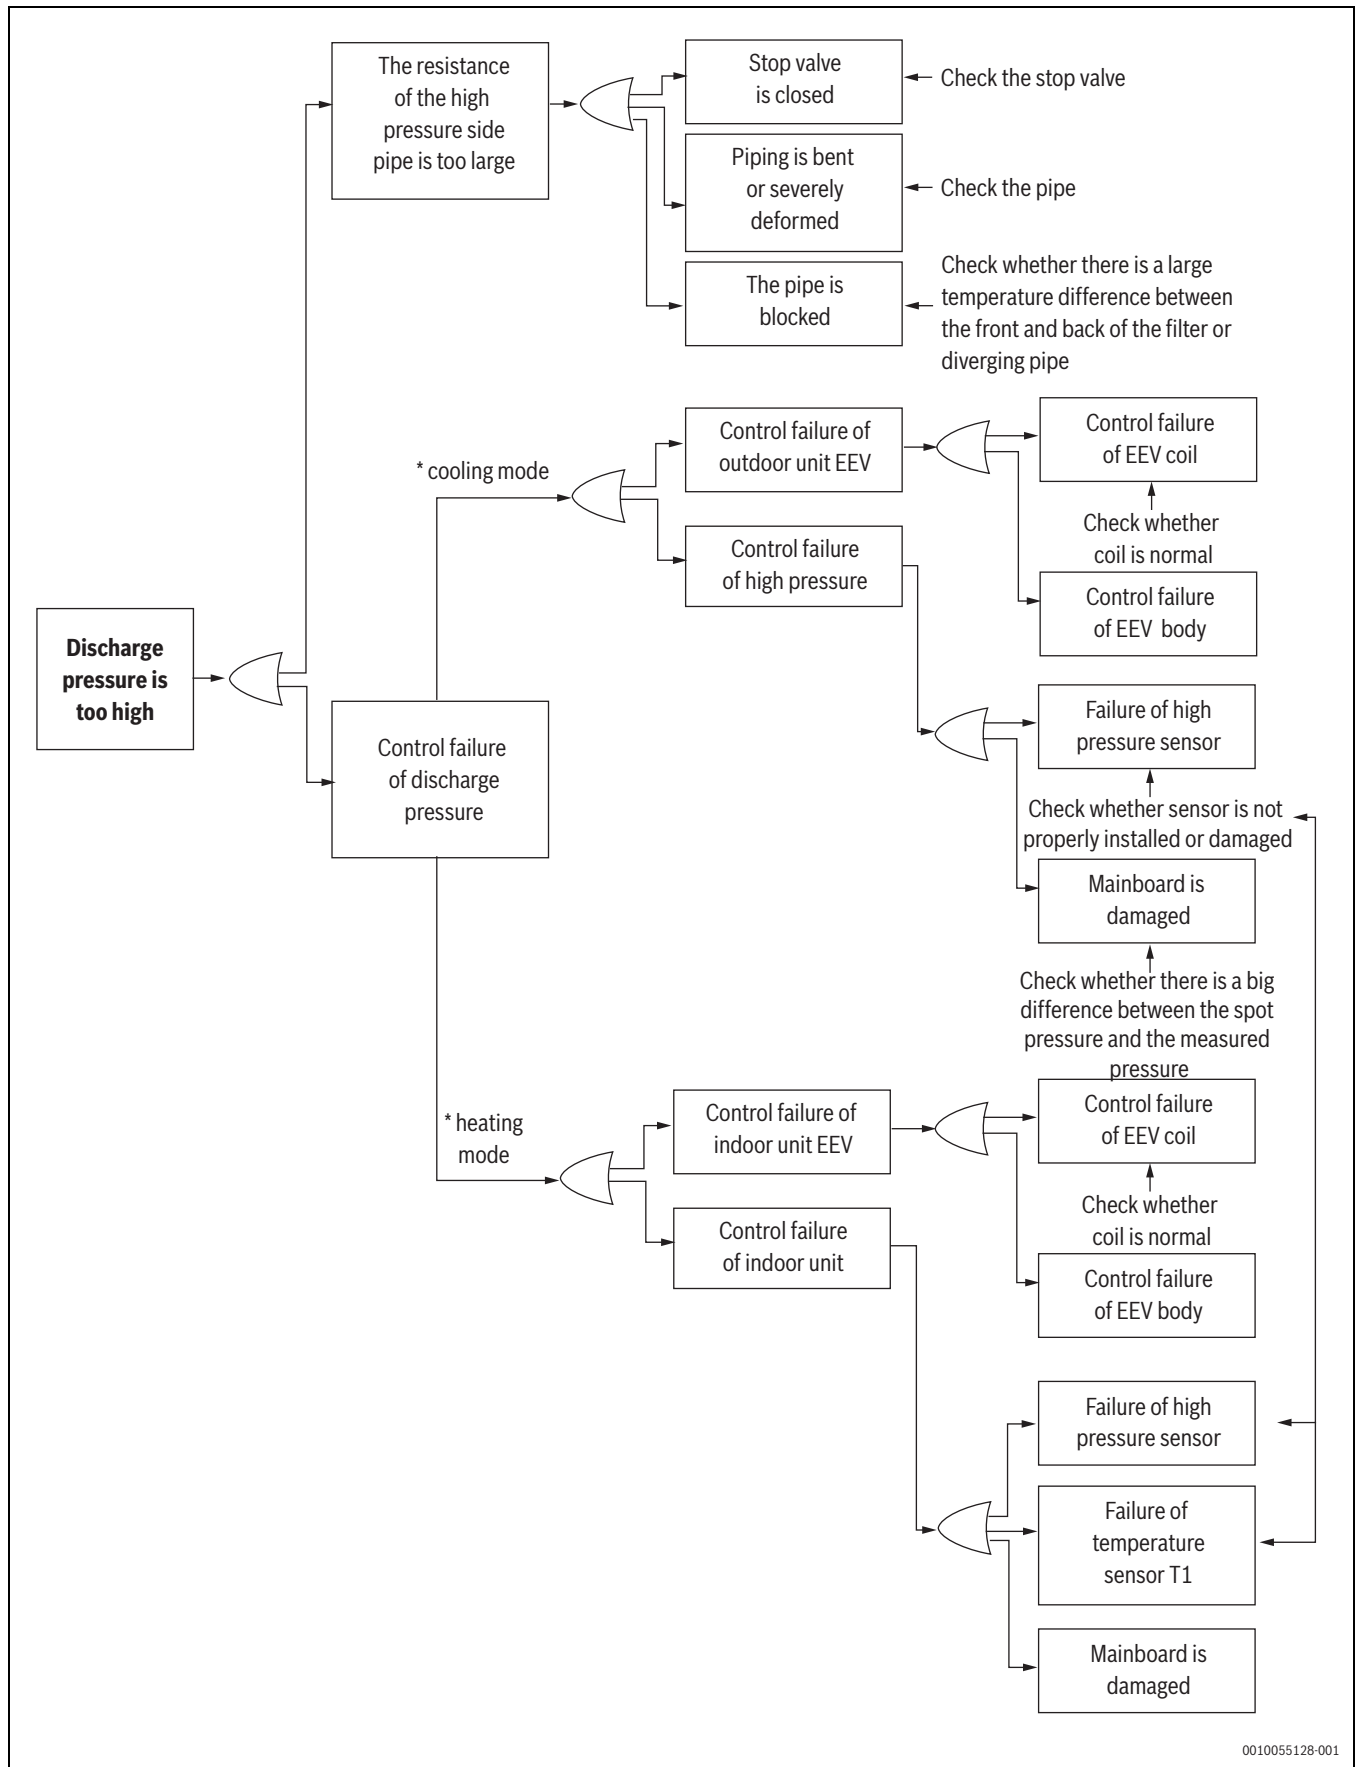 The resistance
of the high
pressure side
pipe is too large
Stop valve
is closed
Check the stop valve
Piping is bent
or severely
deformed
Check the pipe
The pipe is
blocked
Check whether there is a large
temperature difference between
the front and back of the filter or
diverging pipe
* cooling mode
Control failure of
outdoor unit EEV
Control failure
of EEV coil
Check whether
coil is normal
Control failure
of EEV body
Control failure
of high pressure
Discharge
pressure is
too high
Control failure
of discharge
pressure
Failure of high
pressure sensor
Check whether sensor is not
properly installed or damaged
Mainboard is
damaged
Check whether there is a big
difference between the spot
pressure and the measured
pressure
* heating
mode
Control failure of
indoor unit EEV
Control failure
of EEV coil
Check whether
coil is normal
Control failure
of EEV body
Control failure
of indoor unit
Failure of high
pressure sensor
Failure of
temperature
sensor T1
Mainboard is
damaged
0010055128-001